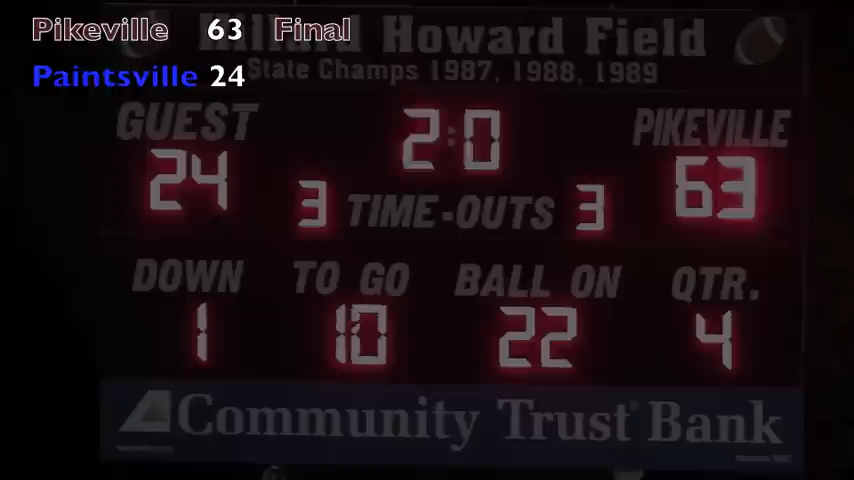 Pikeville 63 Final
Paintsville 24
Hillard Howard Field
State Champs 1987, 1988, 1989
GUEST 2:0 PIKEVILLE
24 3 TIME-OUTS 3 63
DOWN TO GO BALL ON QTR.
1 10 22 4
Community Trust Bank